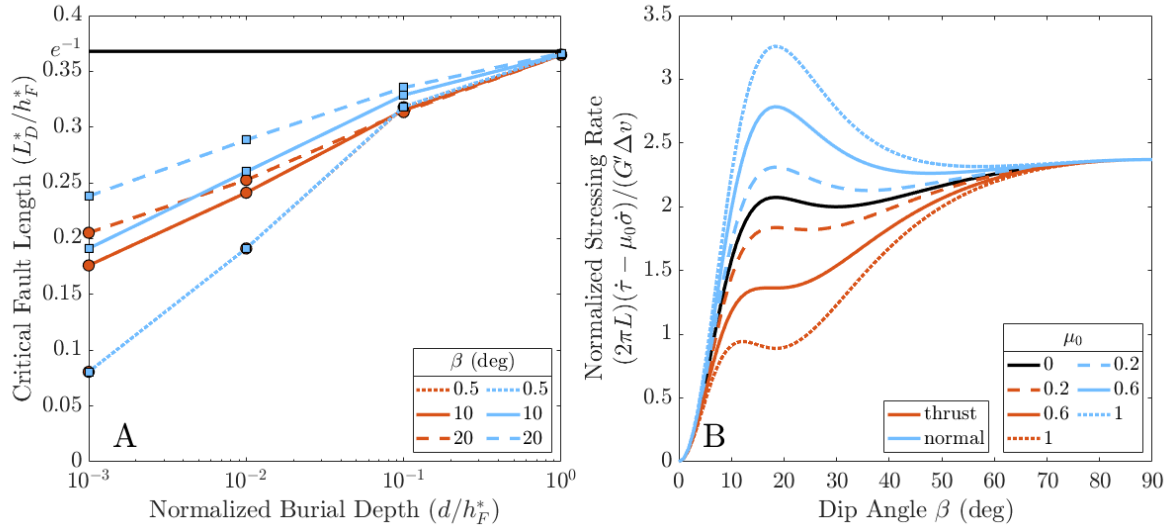 0.4
e⁻¹
0.35
0.3
0.25
0.2
0.15
0.1
0.05
0
Critical Fault Length (L*_D/h*_F)
A
β (deg)
0.5 0.5
10 10
20 20
10⁻³ 10⁻² 10⁻¹ 10⁰
Normalized Burial Depth (d/h*_F)
3.5
3
2.5
2
1.5
1
0.5
0
Normalized Stressing Rate
(2πL)(τ̇ − μ₀σ̇)/(G′Δv)
B
thrust
normal
μ₀
0 0.2
0.2 0.6
0.6 1
1
0 10 20 30 40 50 60 70 80 90
Dip Angle β (deg)